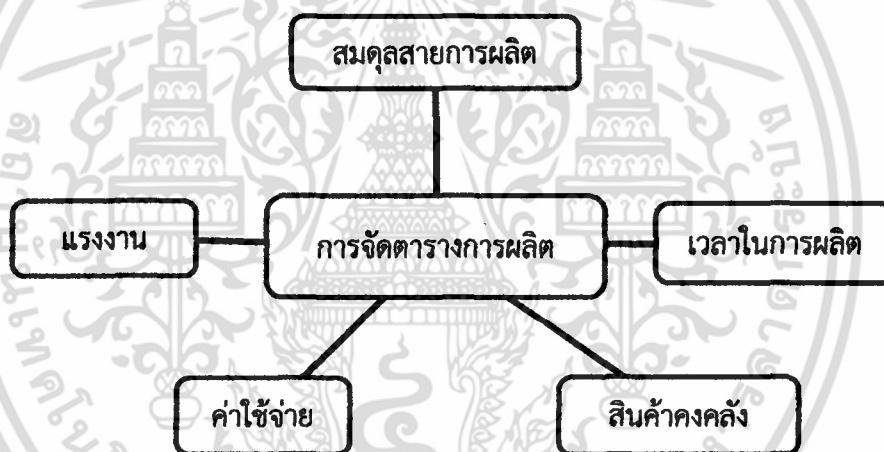 สมดุลสายการผลิต
แรงงาน
การจัดตารางการผลิต
เวลาในการผลิต
ค่าใช้จ่าย
สินค้าคงคลัง